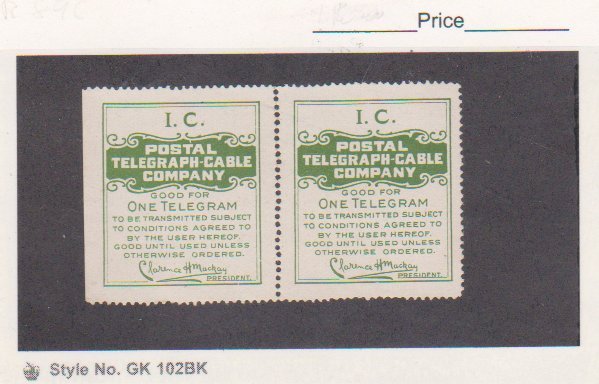 Price
I. C.
POSTAL
TELEGRAPH-CABLE
COMPANY
GOOD FOR
ONE TELEGRAM
TO BE TRANSMITTED SUBJECT
TO CONDITIONS AGREED TO
BY THE USER HEREOF.
GOOD UNTIL USED UNLESS
OTHERWISE ORDERED.
Clarence H Mackay
PRESIDENT.
I. C.
POSTAL
TELEGRAPH-CABLE
COMPANY
GOOD FOR
ONE TELEGRAM
TO BE TRANSMITTED SUBJECT
TO CONDITIONS AGREED TO
BY THE USER HEREOF.
GOOD UNTIL USED UNLESS
OTHERWISE ORDERED.
Clarence H Mackay
PRESIDENT.
Style No. GK 102BK